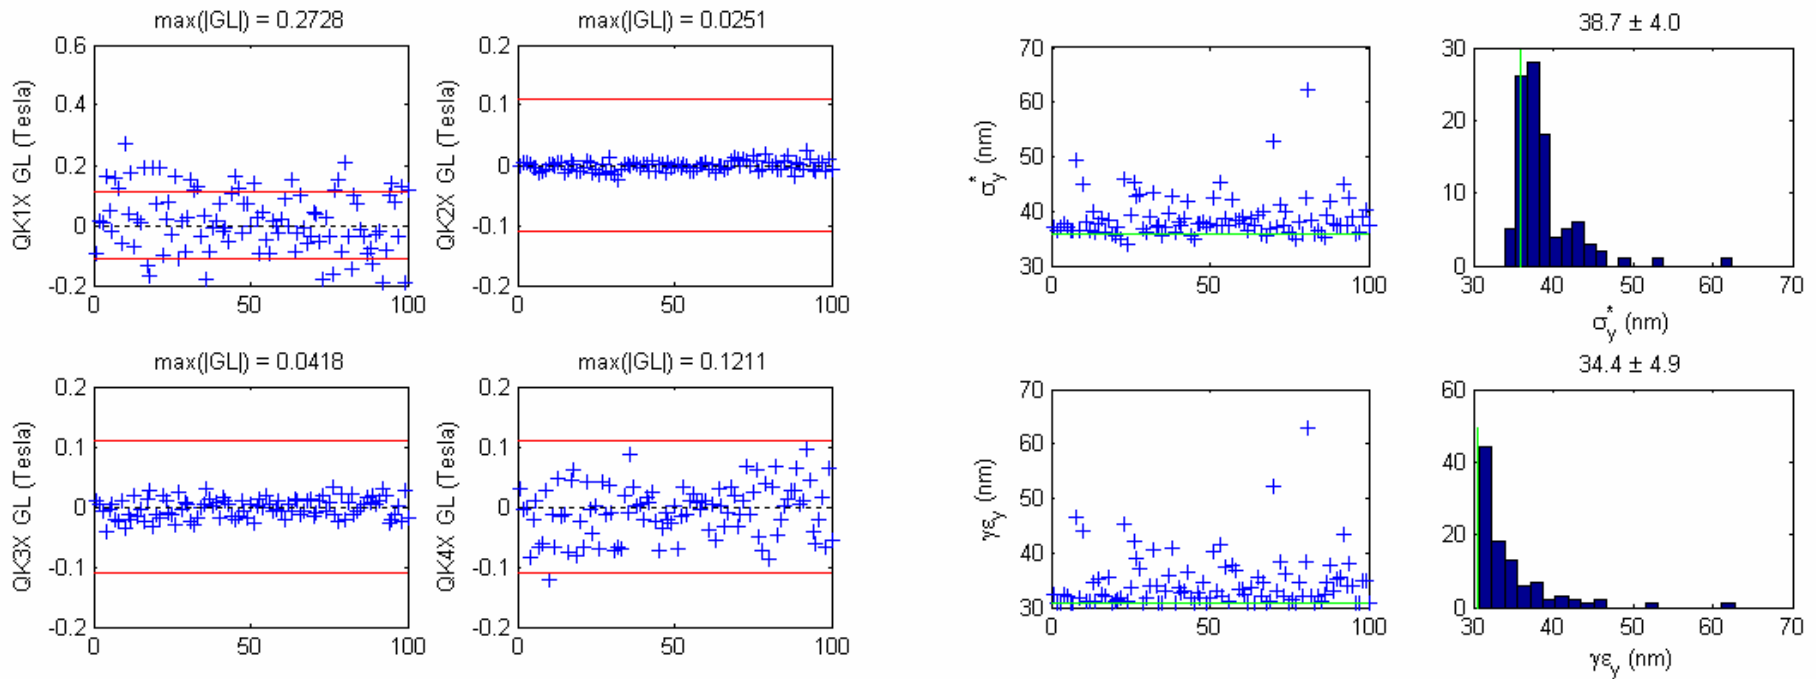 max(|GL|) = 0.2728
QK1X GL (Tesla)
0.6
0.4
0.2
0
-0.2
0 50 100
max(|GL|) = 0.0251
QK2X GL (Tesla)
0.2
0.1
0
-0.1
-0.2
0 50 100
σ*y (nm)
70
60
50
40
30
0 50 100
38.7 ± 4.0
30
20
10
0
30 40 50 60 70
σ*y (nm)
max(|GL|) = 0.0418
QK3X GL (Tesla)
0.2
0.1
0
-0.1
-0.2
0 50 100
max(|GL|) = 0.1211
QK4X GL (Tesla)
0.2
0.1
0
-0.1
-0.2
0 50 100
γεy (nm)
70
60
50
40
30
0 50 100
34.4 ± 4.9
60
40
20
0
30 40 50 60 70
γεy (nm)